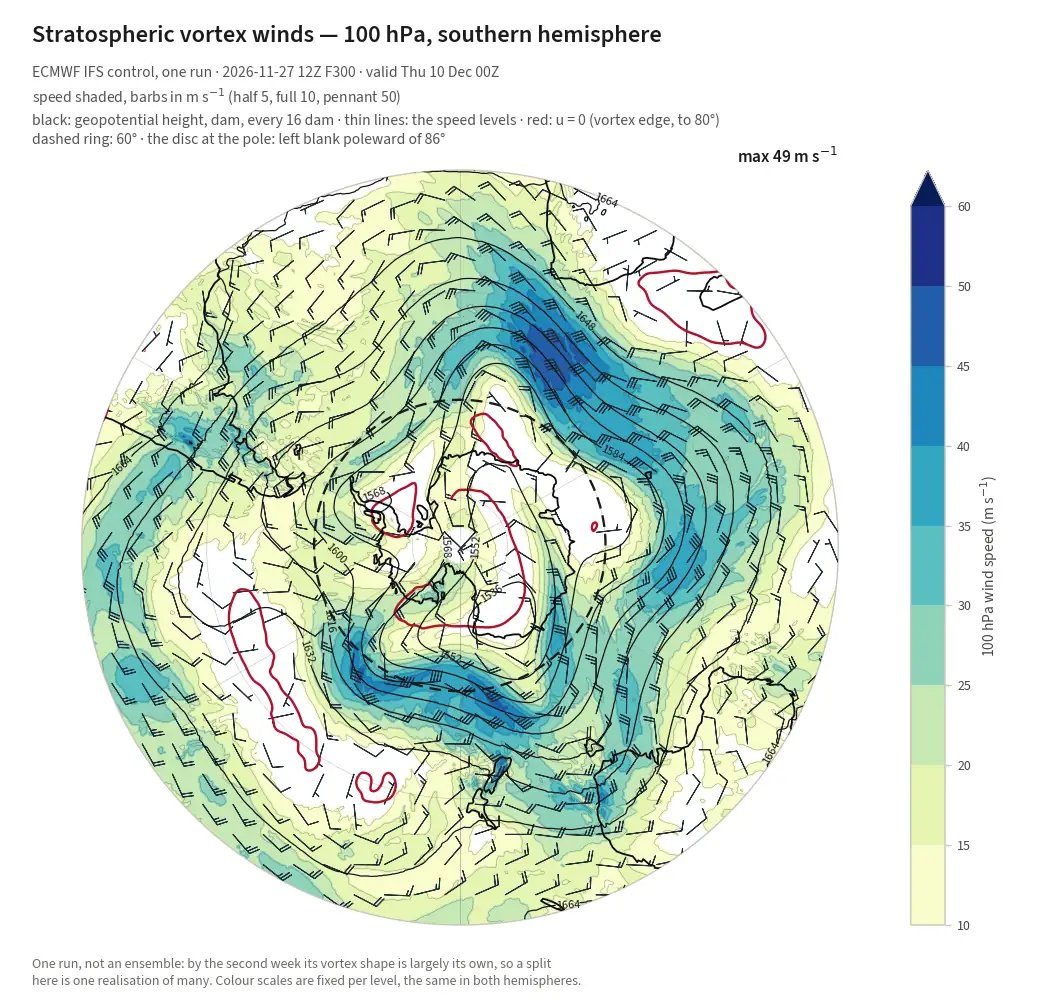 Stratospheric vortex winds — 100 hPa, southern hemisphere
ECMWF IFS control, one run · 2026-11-27 12Z F300 · valid Thu 10 Dec 00Z
speed shaded, barbs in m s⁻¹ (half 5, full 10, pennant 50)
black: geopotential height, dam, every 16 dam · thin lines: the speed levels · red: u = 0 (vortex edge, to 80°)
dashed ring: 60° · the disc at the pole: left blank poleward of 86°
max 49 m s⁻¹
1664
1648
1584
1664
1568
1600
1568
1552
1536
1616
1632
1552
1664
1664
60
50
45
40
35
30
25
20
15
10
100 hPa wind speed (m s⁻¹)
One run, not an ensemble: by the second week its vortex shape is largely its own, so a split
here is one realisation of many. Colour scales are fixed per level, the same in both hemispheres.